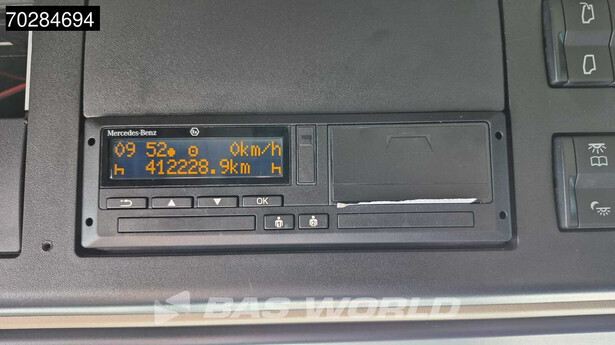 70284694
Mercedes-Benz
09 52 0km/h
412228.9km
OK
BAS WORLD